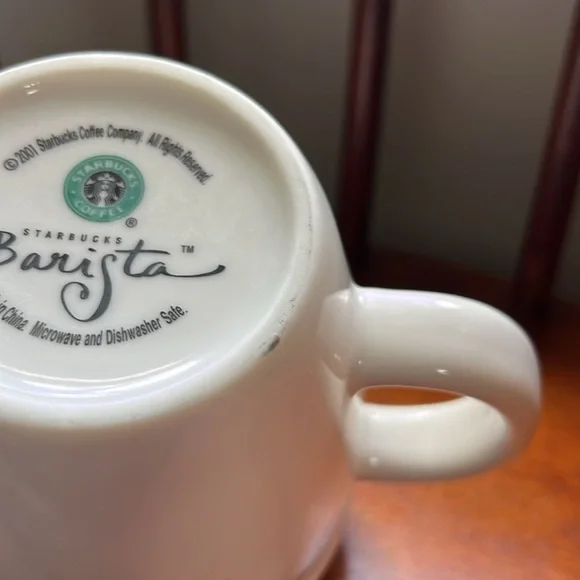 ©2001 Starbucks Coffee Company. All Rights Reserved.
STARBUCKS
COFFEE
®
STARBUCKS
Barista™
China. Microwave and Dishwasher Safe.